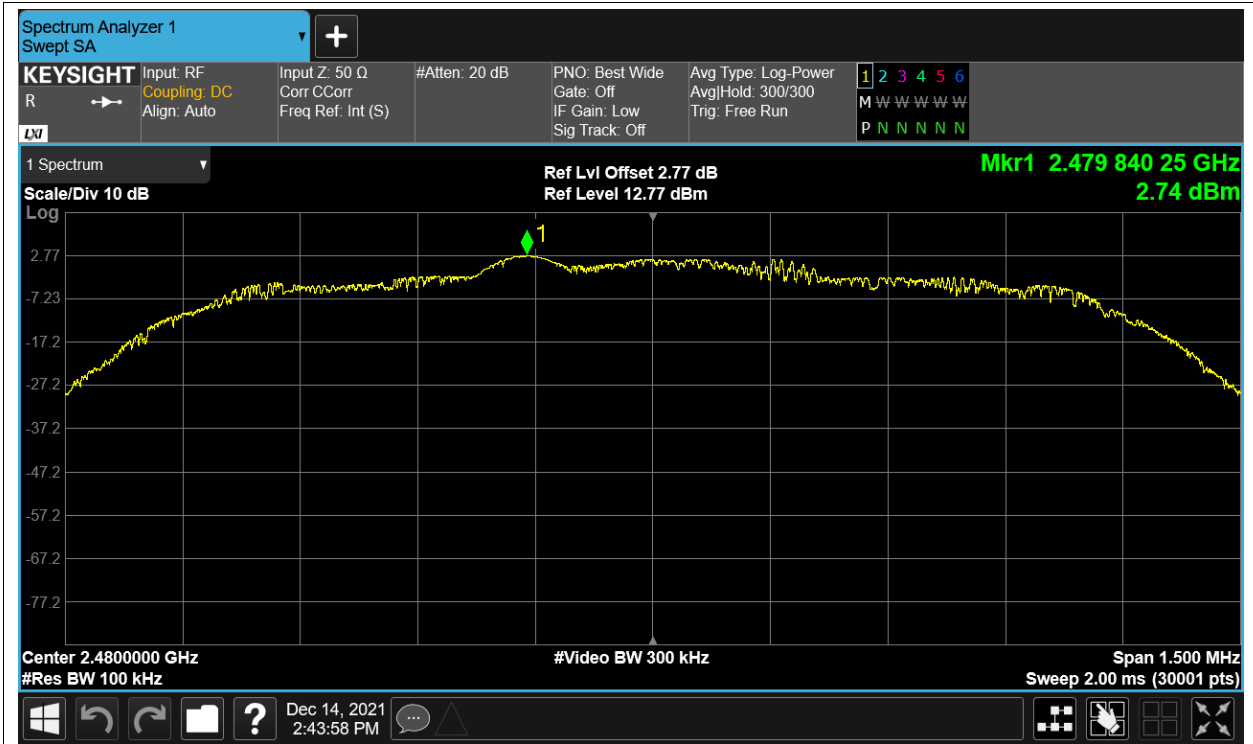 Spectrum Analyzer 1
Swept SA
+
KEYSIGHT
R
LXI
Input: RF
Coupling: DC
Align: Auto
Input Z: 50 Ω
Corr CCorr
Freq Ref: Int (S)
#Atten: 20 dB
PNO: Best Wide
Gate: Off
IF Gain: Low
Sig Track: Off
Avg Type: Log-Power
Avg|Hold: 300/300
Trig: Free Run
1 2 3 4 5 6
M W W W W W
P N N N N N
1 Spectrum
Scale/Div 10 dB
Log
Ref Lvl Offset 2.77 dB
Ref Level 12.77 dBm
Mkr1 2.479 840 25 GHz
2.74 dBm
1
2.77
-7.23
-17.2
-27.2
-37.2
-47.2
-57.2
-67.2
-77.2
Center 2.4800000 GHz
#Res BW 100 kHz
#Video BW 300 kHz
Span 1.500 MHz
Sweep 2.00 ms (30001 pts)
?
Dec 14, 2021
2:43:58 PM